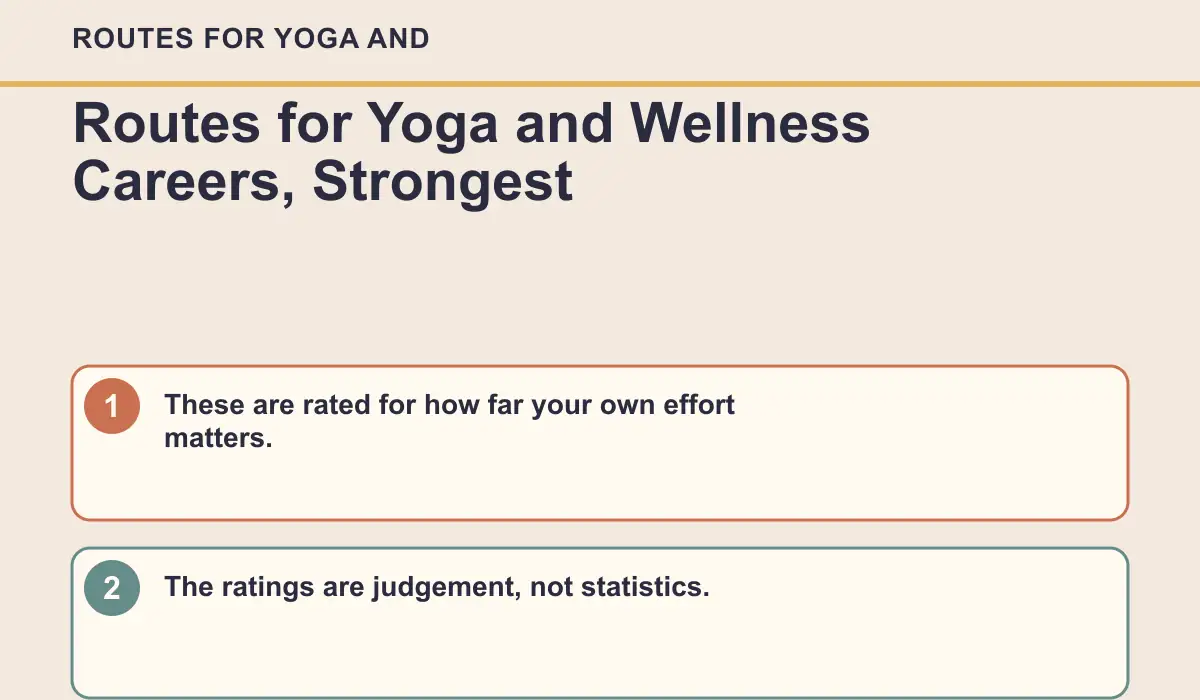 ROUTES FOR YOGA AND
Routes for Yoga and Wellness
Careers, Strongest
1
These are rated for how far your own effort
matters.
2
The ratings are judgement, not statistics.